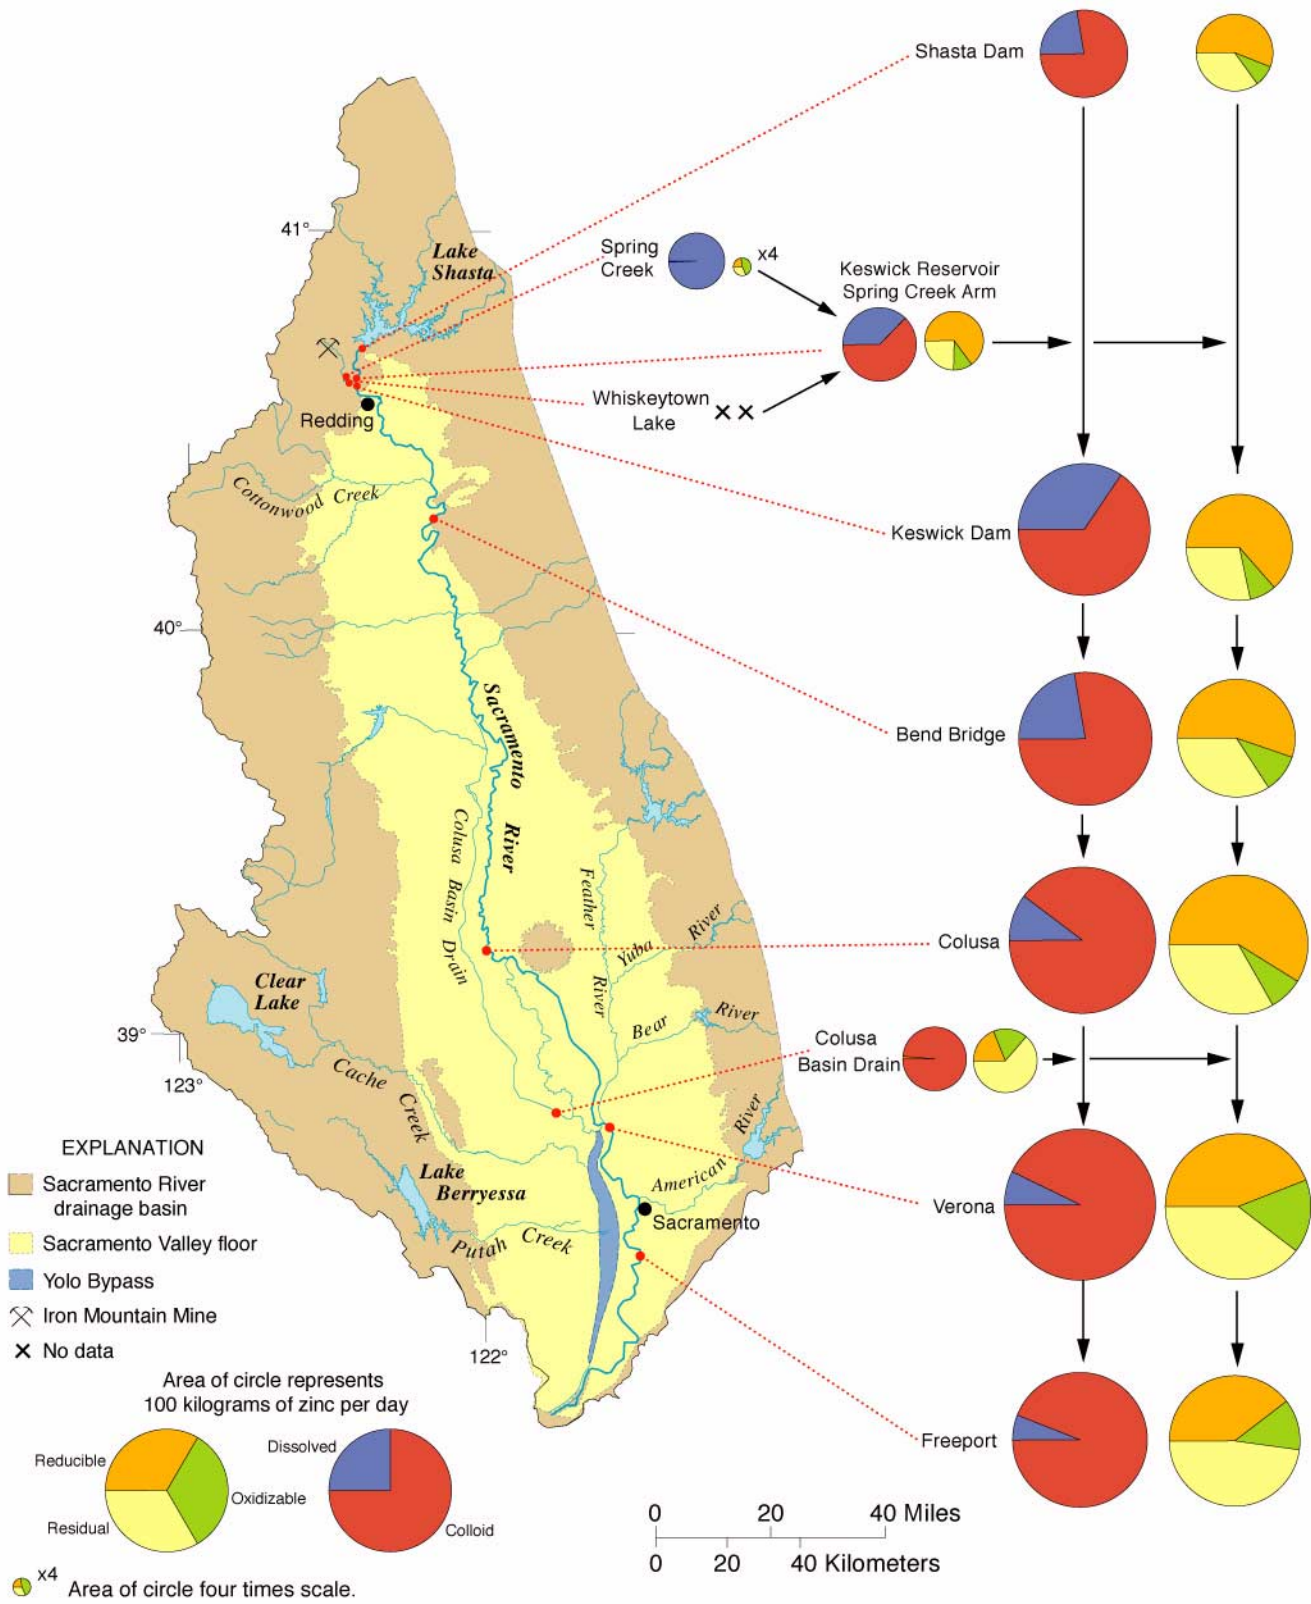 Shasta Dam
41°
Lake
Shasta
Spring
Creek
x4
Keswick Reservoir
Spring Creek Arm
Whiskeytown
Lake
Redding
Cottonwood Creek
Keswick Dam
40°
Sacramento
River
Bend Bridge
Colusa Basin Drain
Feather
River
Yuba
River
Colusa
Clear
Lake
Bear
River
39°
123°
Colusa
Basin Drain
Cache
Creek
River
American
Lake
Berryessa
Sacramento
Verona
Putah Creek
EXPLANATION
Sacramento River
drainage basin
Sacramento Valley floor
Yolo Bypass
Iron Mountain Mine
No data
122°
Area of circle represents
100 kilograms of zinc per day
Reducible
Oxidizable
Residual
Dissolved
Colloid
Freeport
x4 Area of circle four times scale.
0 20 40 Miles
0 20 40 Kilometers